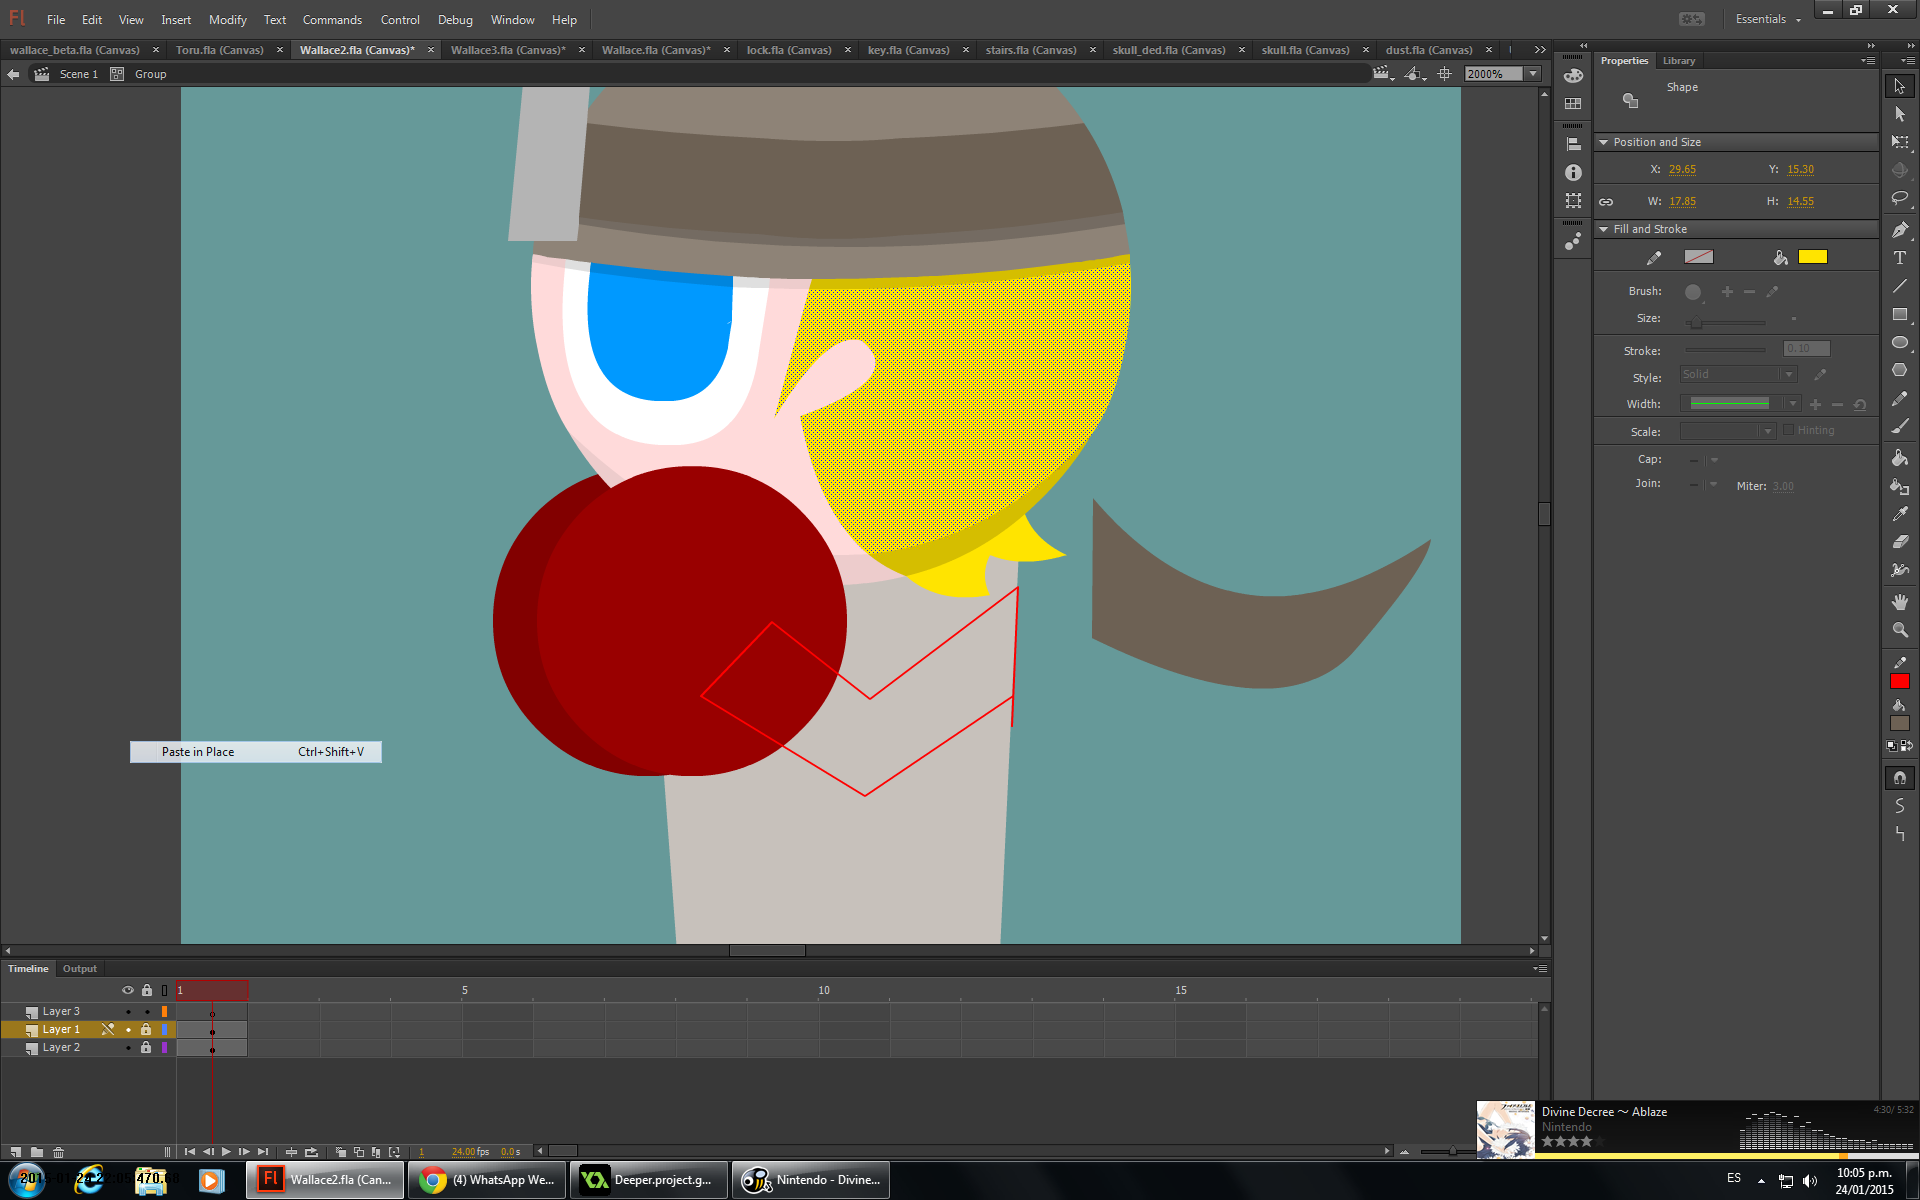 Fl File Edit View Insert Modify Text Commands Control Debug Window Help Essentials
wallace_beta.fla (Canvas) × Toru.fla (Canvas) × Wallace2.fla (Canvas)* × Wallace3.fla (Canvas)* × Wallace.fla (Canvas)* × lock.fla (Canvas) × key.fla (Canvas) × stairs.fla (Canvas) × skull_ded.fla (Canvas) × skull.fla (Canvas) × dust.fla (Canvas) ×
Scene 1 Group 2000%
Properties Library
Shape
Position and Size
X: 29.65 Y: 15.30
W: 17.85 H: 14.55
Fill and Stroke
Brush:
Size:
Stroke: 0.10
Style: Solid
Width:
Scale: Hinting
Cap:
Join: Miter: 3.00
Paste in Place Ctrl+Shift+V
Timeline Output
1 5 10 15
Layer 3
Layer 1
Layer 2
1 24.00 fps 0.0 s
Divine Decree ～ Ablaze 4:30/ 5:32
Nintendo
Fl Wallace2.fla (Can...
(4) WhatsApp We...
Deeper.project.g...
Nintendo - Divine...
ES
10:05 p.m.
24/01/2015